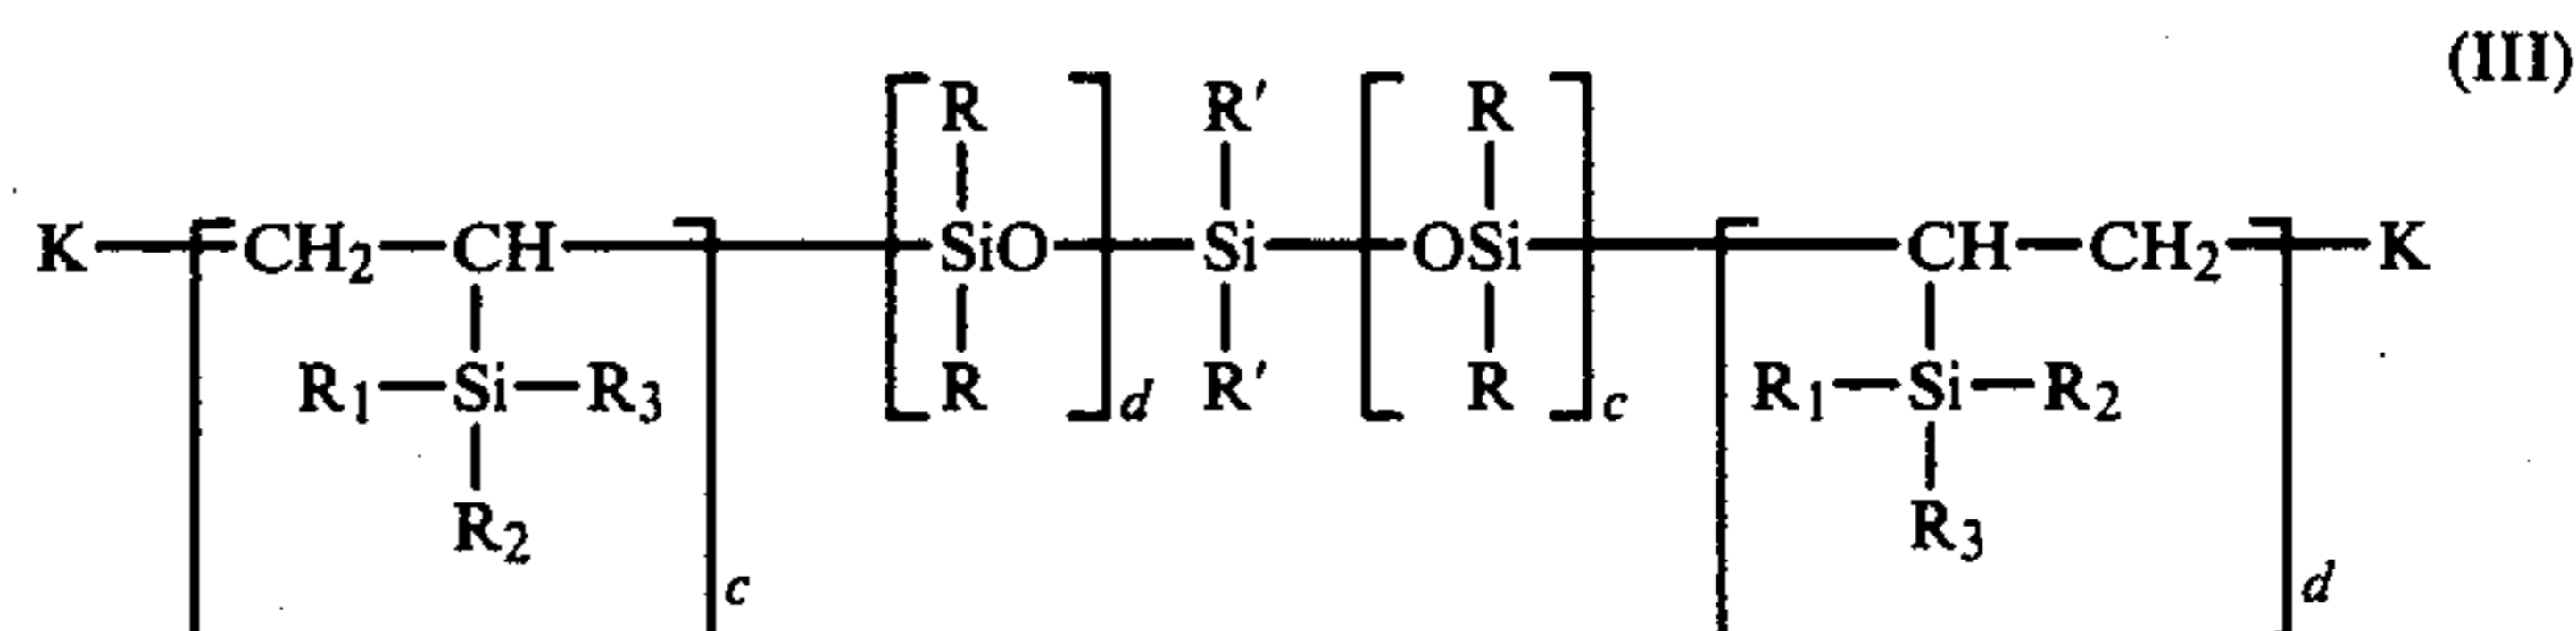 (III)
R R' R
K—CH2—CH—SiO—Si—OSi—CH—CH2—K
R1—Si—R3 R d R' R c R1—Si—R2
R2 R3
c d